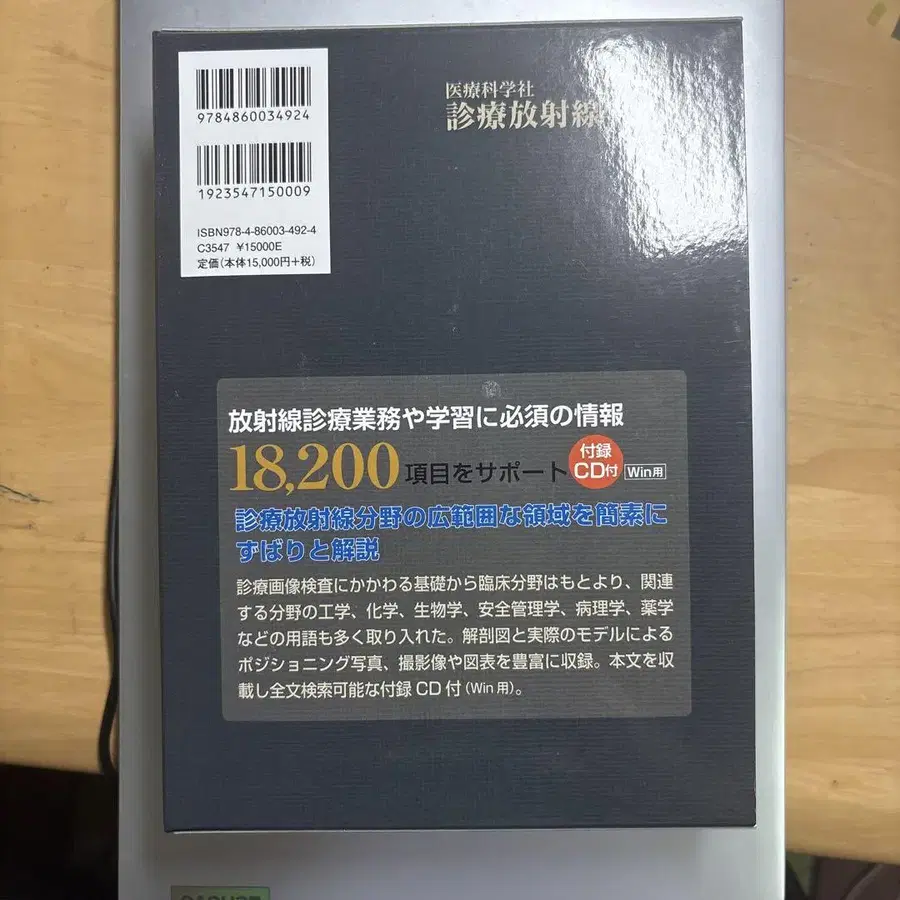 9784860034924
1923547150009
ISBN978-4-86003-492-4
C3547 ¥15000E
定価(本体15,000円+税)
医療科学社
診療放射線
放射線診療業務や学習に必須の情報
18,200項目をサポート
付録
CD付
Win用
診療放射線分野の広範囲な領域を簡素に
ずばりと解説
診療画像検査にかかわる基礎から臨床分野はもとより、関連
する分野の工学、化学、生物学、安全管理学、病理学、薬学
などの用語も多く取り入れた。解剖図と実際のモデルによる
ポジショニング写真、撮影像や図表を豊富に収録。本文を収
載し全文検索可能な付録 CD 付(Win 用)。